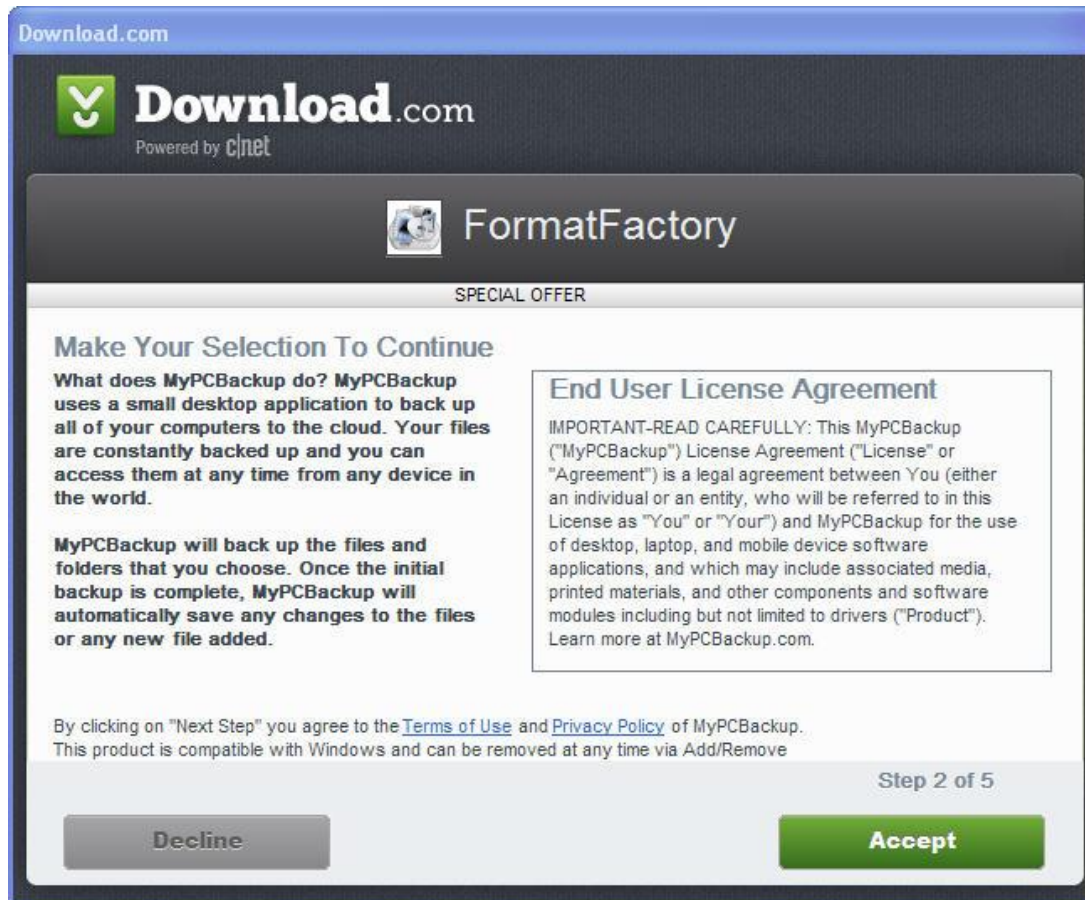 Download.com
Download.com
Powered by c|net
FormatFactory
SPECIAL OFFER
Make Your Selection To Continue
What does MyPCBackup do? MyPCBackup
uses a small desktop application to back up
all of your computers to the cloud. Your files
are constantly backed up and you can
access them at any time from any device in
the world.
MyPCBackup will back up the files and
folders that you choose. Once the initial
backup is complete, MyPCBackup will
automatically save any changes to the files
or any new file added.
End User License Agreement
IMPORTANT-READ CAREFULLY: This MyPCBackup
("MyPCBackup") License Agreement ("License" or
"Agreement") is a legal agreement between You (either
an individual or an entity, who will be referred to in this
License as "You" or "Your") and MyPCBackup for the use
of desktop, laptop, and mobile device software
applications, and which may include associated media,
printed materials, and other components and software
modules including but not limited to drivers ("Product").
Learn more at MyPCBackup.com.
By clicking on "Next Step" you agree to the Terms of Use and Privacy Policy of MyPCBackup.
This product is compatible with Windows and can be removed at any time via Add/Remove
Step 2 of 5
Decline
Accept